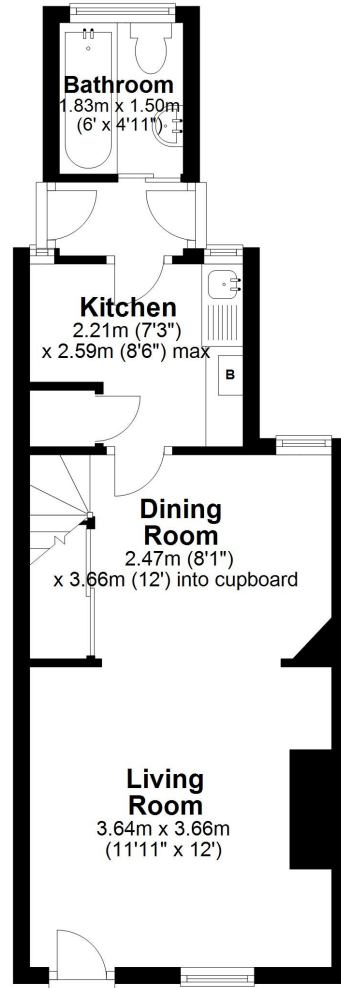 Bathroom
1.83m x 1.50m
(6' x 4'11")
Kitchen
2.21m (7'3")
x 2.59m (8'6") max
B
Dining
Room
2.47m (8'1")
x 3.66m (12') into cupboard
Living
Room
3.64m x 3.66m
(11'11" x 12')